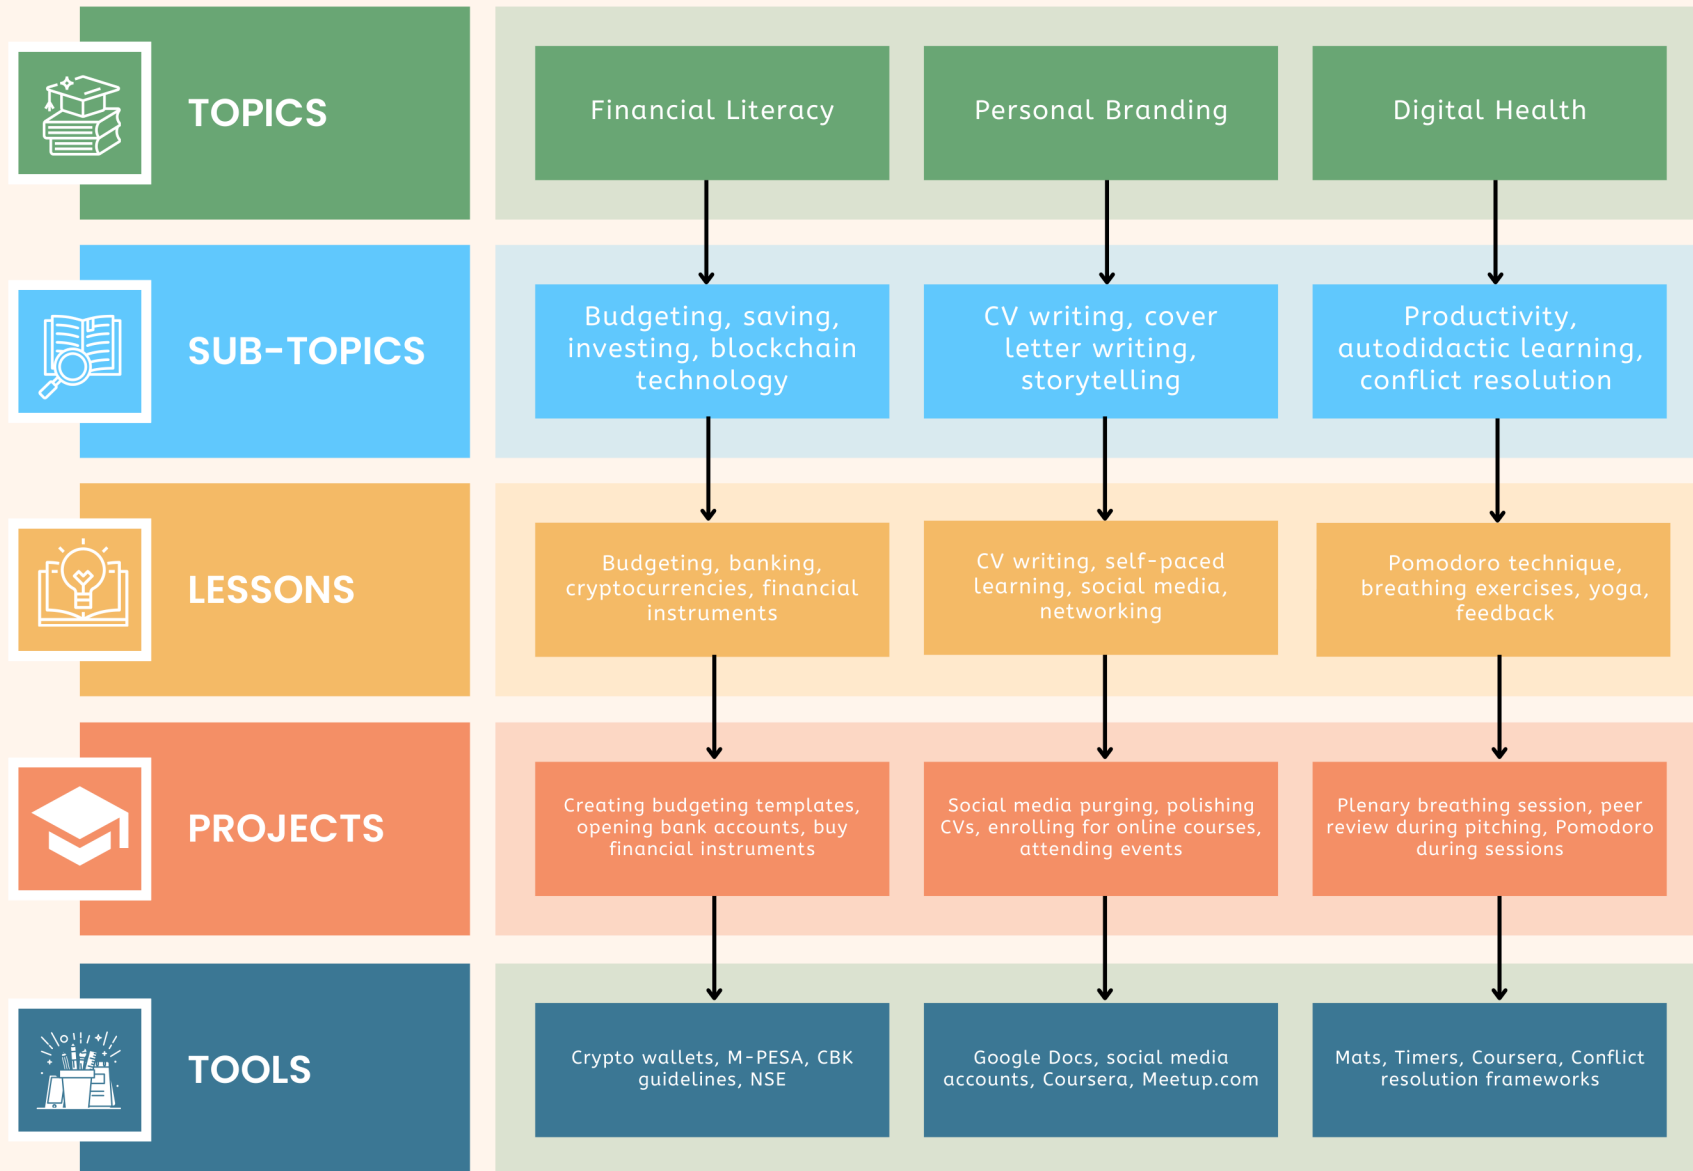 TOPICS
Financial Literacy
Personal Branding
Digital Health
SUB-TOPICS
Budgeting, saving,
investing, blockchain
technology
CV writing, cover
letter writing,
storytelling
Productivity,
autodidactic learning,
conflict resolution
LESSONS
Budgeting, banking,
cryptocurrencies, financial
instruments
CV writing, self-paced
learning, social media,
networking
Pomodoro technique,
breathing exercises, yoga,
feedback
PROJECTS
Creating budgeting templates,
opening bank accounts, buy
financial instruments
Social media purging, polishing
CVs, enrolling for online courses,
attending events
Plenary breathing session, peer
review during pitching, Pomodoro
during sessions
TOOLS
Crypto wallets, M-PESA, CBK
guidelines, NSE
Google Docs, social media
accounts, Coursera, Meetup.com
Mats, Timers, Coursera, Conflict
resolution frameworks